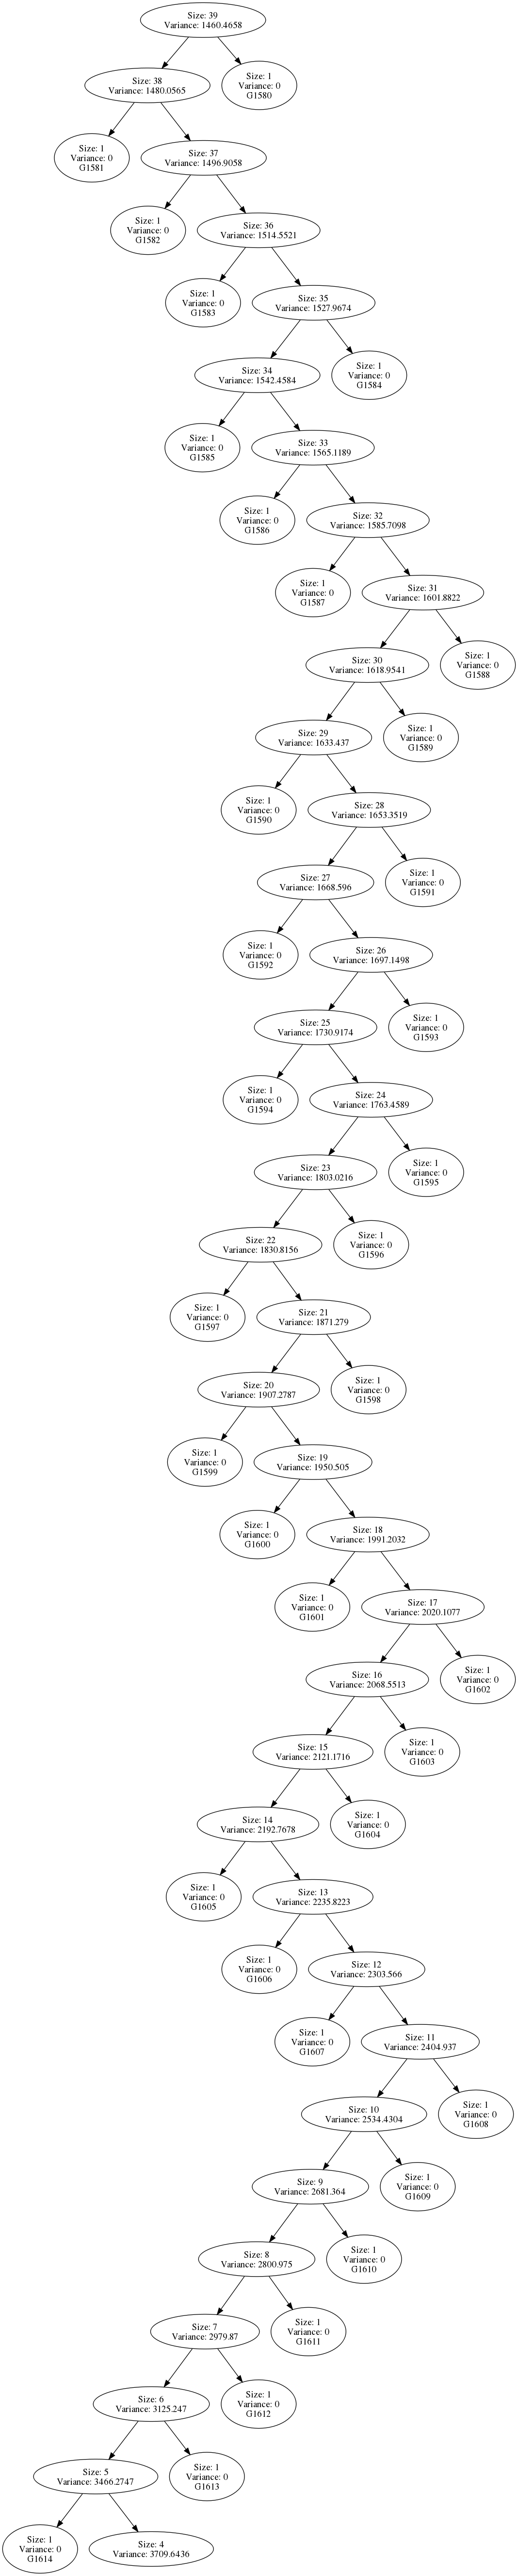 Size: 39
Variance: 1460.4658
Size: 38
Variance: 1480.0565
Size: 1
Variance: 0
G1580
Size: 1
Variance: 0
G1581
Size: 37
Variance: 1496.9058
Size: 1
Variance: 0
G1582
Size: 36
Variance: 1514.5521
Size: 1
Variance: 0
G1583
Size: 35
Variance: 1527.9674
Size: 34
Variance: 1542.4584
Size: 1
Variance: 0
G1584
Size: 1
Variance: 0
G1585
Size: 33
Variance: 1565.1189
Size: 1
Variance: 0
G1586
Size: 32
Variance: 1585.7098
Size: 1
Variance: 0
G1587
Size: 31
Variance: 1601.8822
Size: 30
Variance: 1618.9541
Size: 1
Variance: 0
G1588
Size: 29
Variance: 1633.437
Size: 1
Variance: 0
G1589
Size: 1
Variance: 0
G1590
Size: 28
Variance: 1653.3519
Size: 27
Variance: 1668.596
Size: 1
Variance: 0
G1591
Size: 1
Variance: 0
G1592
Size: 26
Variance: 1697.1498
Size: 25
Variance: 1730.9174
Size: 1
Variance: 0
G1593
Size: 1
Variance: 0
G1594
Size: 24
Variance: 1763.4589
Size: 23
Variance: 1803.0216
Size: 1
Variance: 0
G1595
Size: 22
Variance: 1830.8156
Size: 1
Variance: 0
G1596
Size: 1
Variance: 0
G1597
Size: 21
Variance: 1871.279
Size: 20
Variance: 1907.2787
Size: 1
Variance: 0
G1598
Size: 1
Variance: 0
G1599
Size: 19
Variance: 1950.505
Size: 1
Variance: 0
G1600
Size: 18
Variance: 1991.2032
Size: 1
Variance: 0
G1601
Size: 17
Variance: 2020.1077
Size: 16
Variance: 2068.5513
Size: 1
Variance: 0
G1602
Size: 15
Variance: 2121.1716
Size: 1
Variance: 0
G1603
Size: 14
Variance: 2192.7678
Size: 1
Variance: 0
G1604
Size: 1
Variance: 0
G1605
Size: 13
Variance: 2235.8223
Size: 1
Variance: 0
G1606
Size: 12
Variance: 2303.566
Size: 1
Variance: 0
G1607
Size: 11
Variance: 2404.937
Size: 10
Variance: 2534.4304
Size: 1
Variance: 0
G1608
Size: 9
Variance: 2681.364
Size: 1
Variance: 0
G1609
Size: 8
Variance: 2800.975
Size: 1
Variance: 0
G1610
Size: 7
Variance: 2979.87
Size: 1
Variance: 0
G1611
Size: 6
Variance: 3125.247
Size: 1
Variance: 0
G1612
Size: 5
Variance: 3466.2747
Size: 1
Variance: 0
G1613
Size: 1
Variance: 0
G1614
Size: 4
Variance: 3709.6436